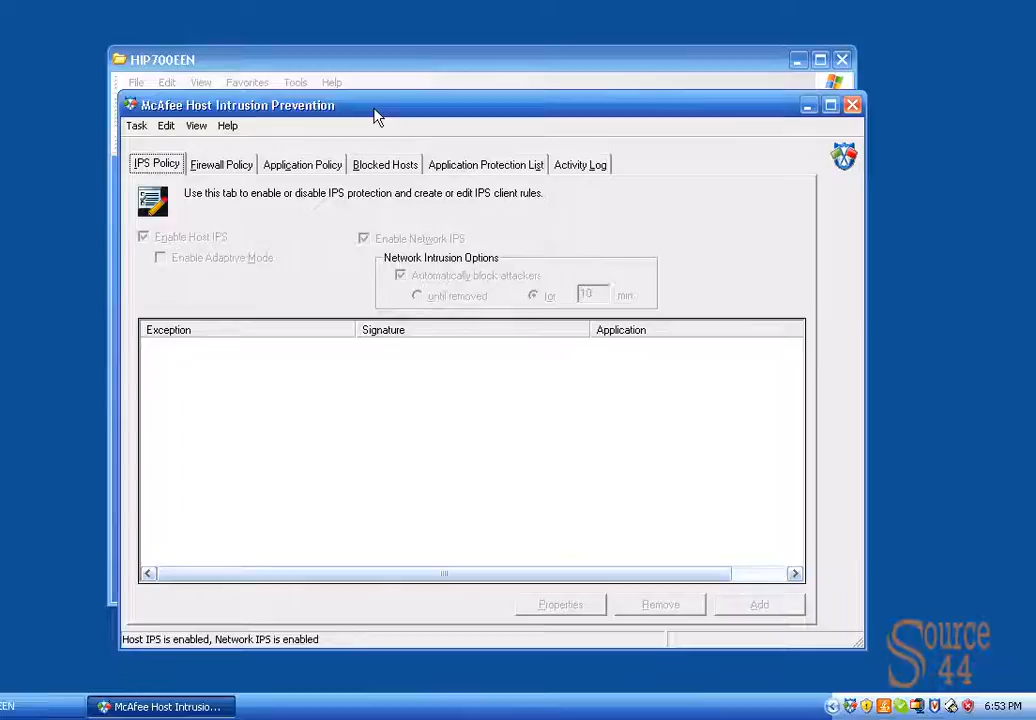 HIP700EEN
File Edit View Favorites Tools Help
McAfee Host Intrusion Prevention
Task Edit View Help
IPS Policy Firewall Policy Application Policy Blocked Hosts Application Protection List Activity Log
Use this tab to enable or disable IPS protection and create or edit IPS client rules.
Enable Host IPS Enable Network IPS
Enable Adaptive Mode Network Intrusion Options
Automatically block attackers
until removed for 10 min.
Exception Signature Application
Properties Remove Add
Host IPS is enabled, Network IPS is enabled
Source
44
EEN McAfee Host Intrusio... 6:53 PM